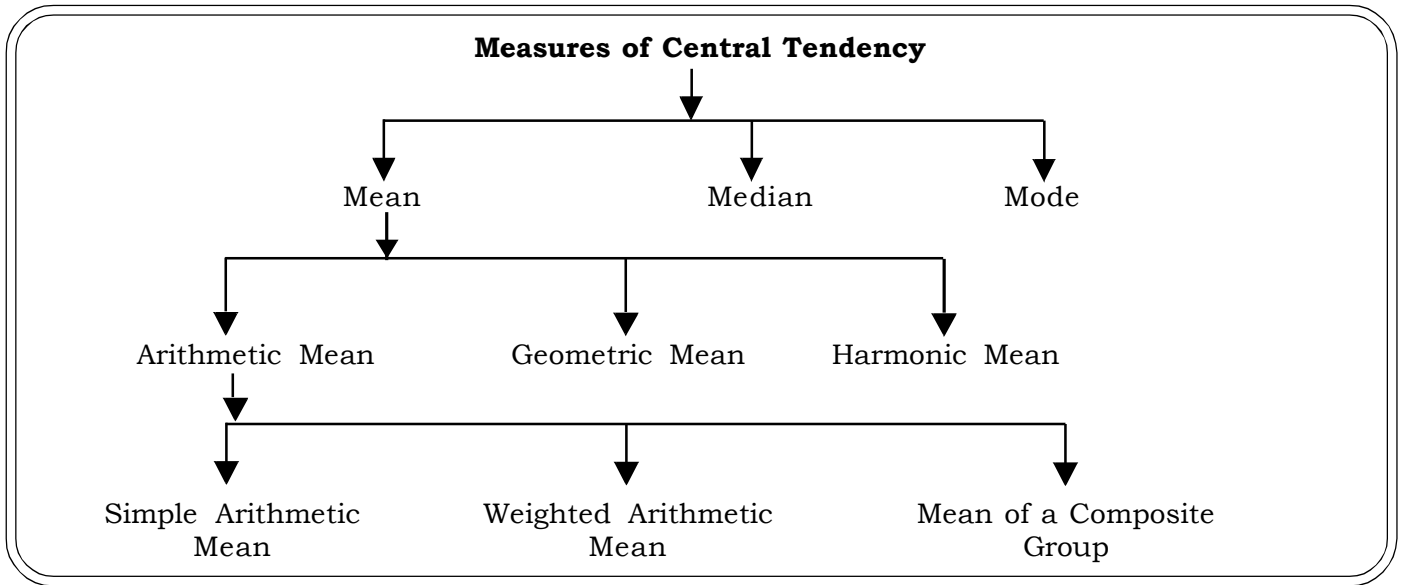 Measures of Central Tendency
Mean Median Mode
Arithmetic Mean Geometric Mean Harmonic Mean
Simple Arithmetic Mean
Weighted Arithmetic Mean
Mean of a Composite Group